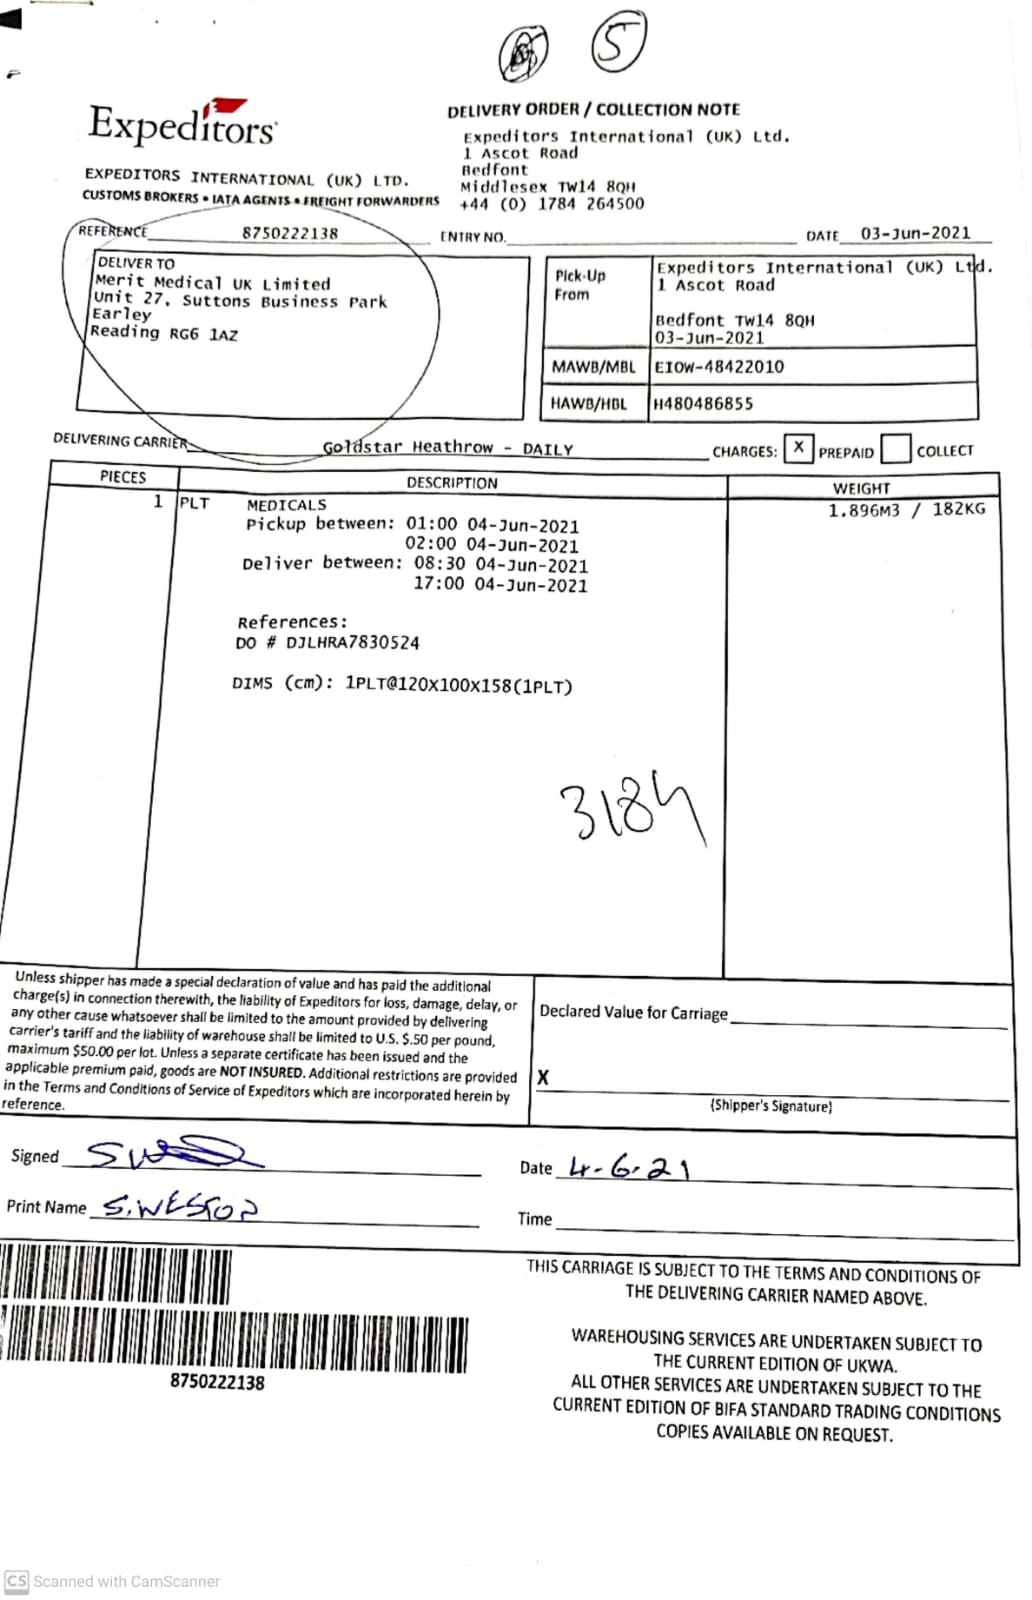 5
Expeditors
EXPEDITORS INTERNATIONAL (UK) LTD.
CUSTOMS BROKERS • IATA AGENTS • FREIGHT FORWARDERS
DELIVERY ORDER / COLLECTION NOTE
Expeditors International (UK) Ltd.
1 Ascot Road
Bedfont
Middlesex TW14 8QH
+44 (0) 1784 264500
REFERENCE 8750222138 ENTRY NO. DATE 03-Jun-2021
DELIVER TO
Merit Medical UK Limited
Unit 27, Suttons Business Park
Earley
Reading RG6 1AZ
Pick-Up From
Expeditors International (UK) Ltd.
1 Ascot Road
Bedfont TW14 8QH
03-Jun-2021
MAWB/MBL EIOW-48422010
HAWB/HBL H480486855
DELIVERING CARRIER Goldstar Heathrow - DAILY CHARGES: X PREPAID COLLECT
PIECES DESCRIPTION WEIGHT
1 PLT MEDICALS 1.896M3 / 182KG
Pickup between: 01:00 04-Jun-2021
02:00 04-Jun-2021
Deliver between: 08:30 04-Jun-2021
17:00 04-Jun-2021
References:
DO # DJLHRA7830524
DIMS (cm): 1PLT@120X100X158(1PLT)
3184
Unless shipper has made a special declaration of value and has paid the additional
charge(s) in connection therewith, the liability of Expeditors for loss, damage, delay, or
any other cause whatsoever shall be limited to the amount provided by delivering
carrier's tariff and the liability of warehouse shall be limited to U.S. $.50 per pound,
maximum $50.00 per lot. Unless a separate certificate has been issued and the
applicable premium paid, goods are NOT INSURED. Additional restrictions are provided
in the Terms and Conditions of Service of Expeditors which are incorporated herein by
reference.
Declared Value for Carriage
X
(Shipper's Signature)
Signed
Date 4-6-21
Print Name S.WESTON
Time
8750222138
THIS CARRIAGE IS SUBJECT TO THE TERMS AND CONDITIONS OF
THE DELIVERING CARRIER NAMED ABOVE.
WAREHOUSING SERVICES ARE UNDERTAKEN SUBJECT TO
THE CURRENT EDITION OF UKWA.
ALL OTHER SERVICES ARE UNDERTAKEN SUBJECT TO THE
CURRENT EDITION OF BIFA STANDARD TRADING CONDITIONS
COPIES AVAILABLE ON REQUEST.
CS Scanned with CamScanner